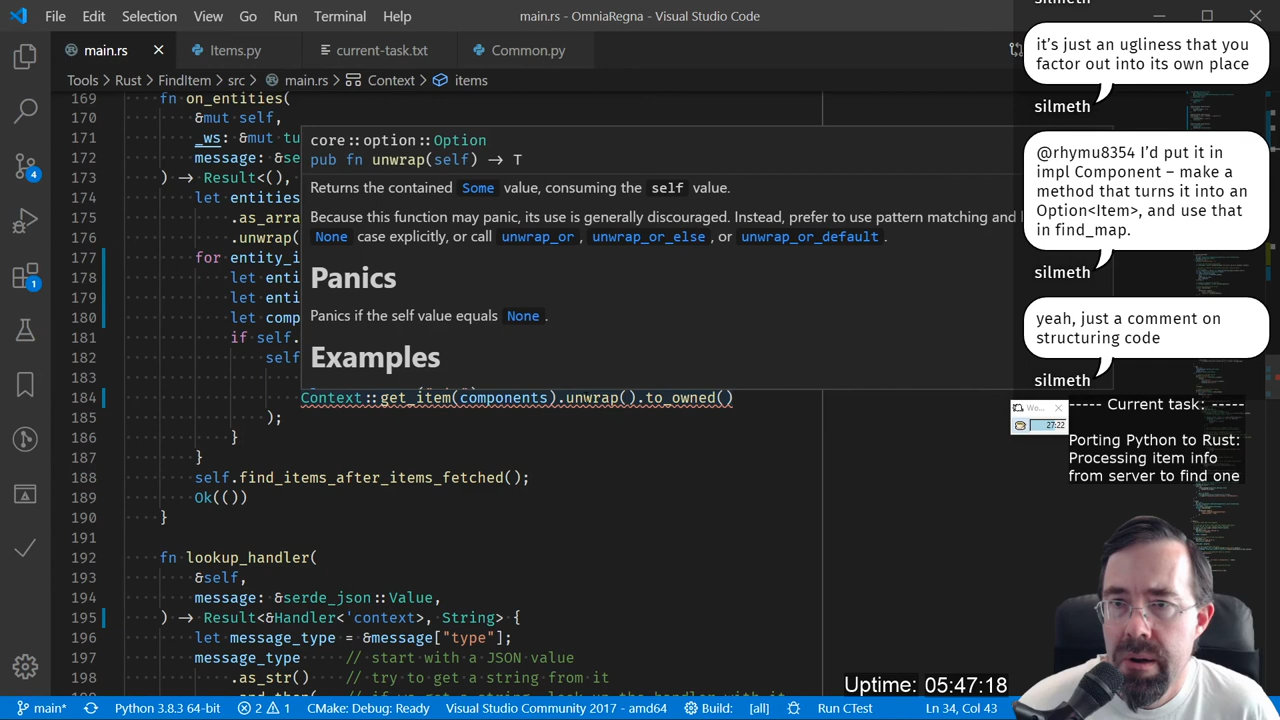 File Edit Selection View Go Run Terminal Help
main.rs - OmniaRegna - Visual Studio Code
main.rs
Items.py
current-task.txt
Common.py
Tools > Rust > FindItem > src > main.rs > Context > items
169 fn on_entities(
170 &mut self,
171 _ws: &mut tu
172 message: &se
173 ) → Result<(),
174 let entities
175 .as_arra
176 .unwrap(
177 for entity_i
178 let enti
179 let enti
180 let comp
181 if self.
182 self
183
184 Context::get_item(components).unwrap().to_owned()
185 );
186 }
187 }
188 self.find_items_after_items_fetched();
189 Ok(())
190 }
191
192 fn lookup_handler(
193 &self,
194 message: &serde_json::Value,
195 ) → Result<&Handler<'context>, String> {
196 let message_type = &message["type"];
197 message_type // start with a JSON value
198 .as_str() // try to get a string from it
core::option::Option
pub fn unwrap(self) → T
Returns the contained Some value, consuming the self value.
Because this function may panic, its use is generally discouraged. Instead, prefer to use pattern matching and
None case explicitly, or call unwrap_or, unwrap_or_else, or unwrap_or_default.
Panics
Panics if the self value equals None.
Examples
silmeth
it's just an ugliness that you
factor out into its own place
silmeth
@rhymu8354 I'd put it in
impl Component – make a
method that turns it into an
Option<Item>, and use that
in find_map.
silmeth
yeah, just a comment on
structuring code
silmeth
Wo...
27:22
----- Current task: -----
Porting Python to Rust:
Processing item info
from server to find one
4
1
Uptime: 05:47:18
main* Python 3.8.3 64-bit 2 1 CMake: Debug: Ready Visual Studio Community 2017 - amd64 Build: [all] Run CTest Ln 34, Col 43